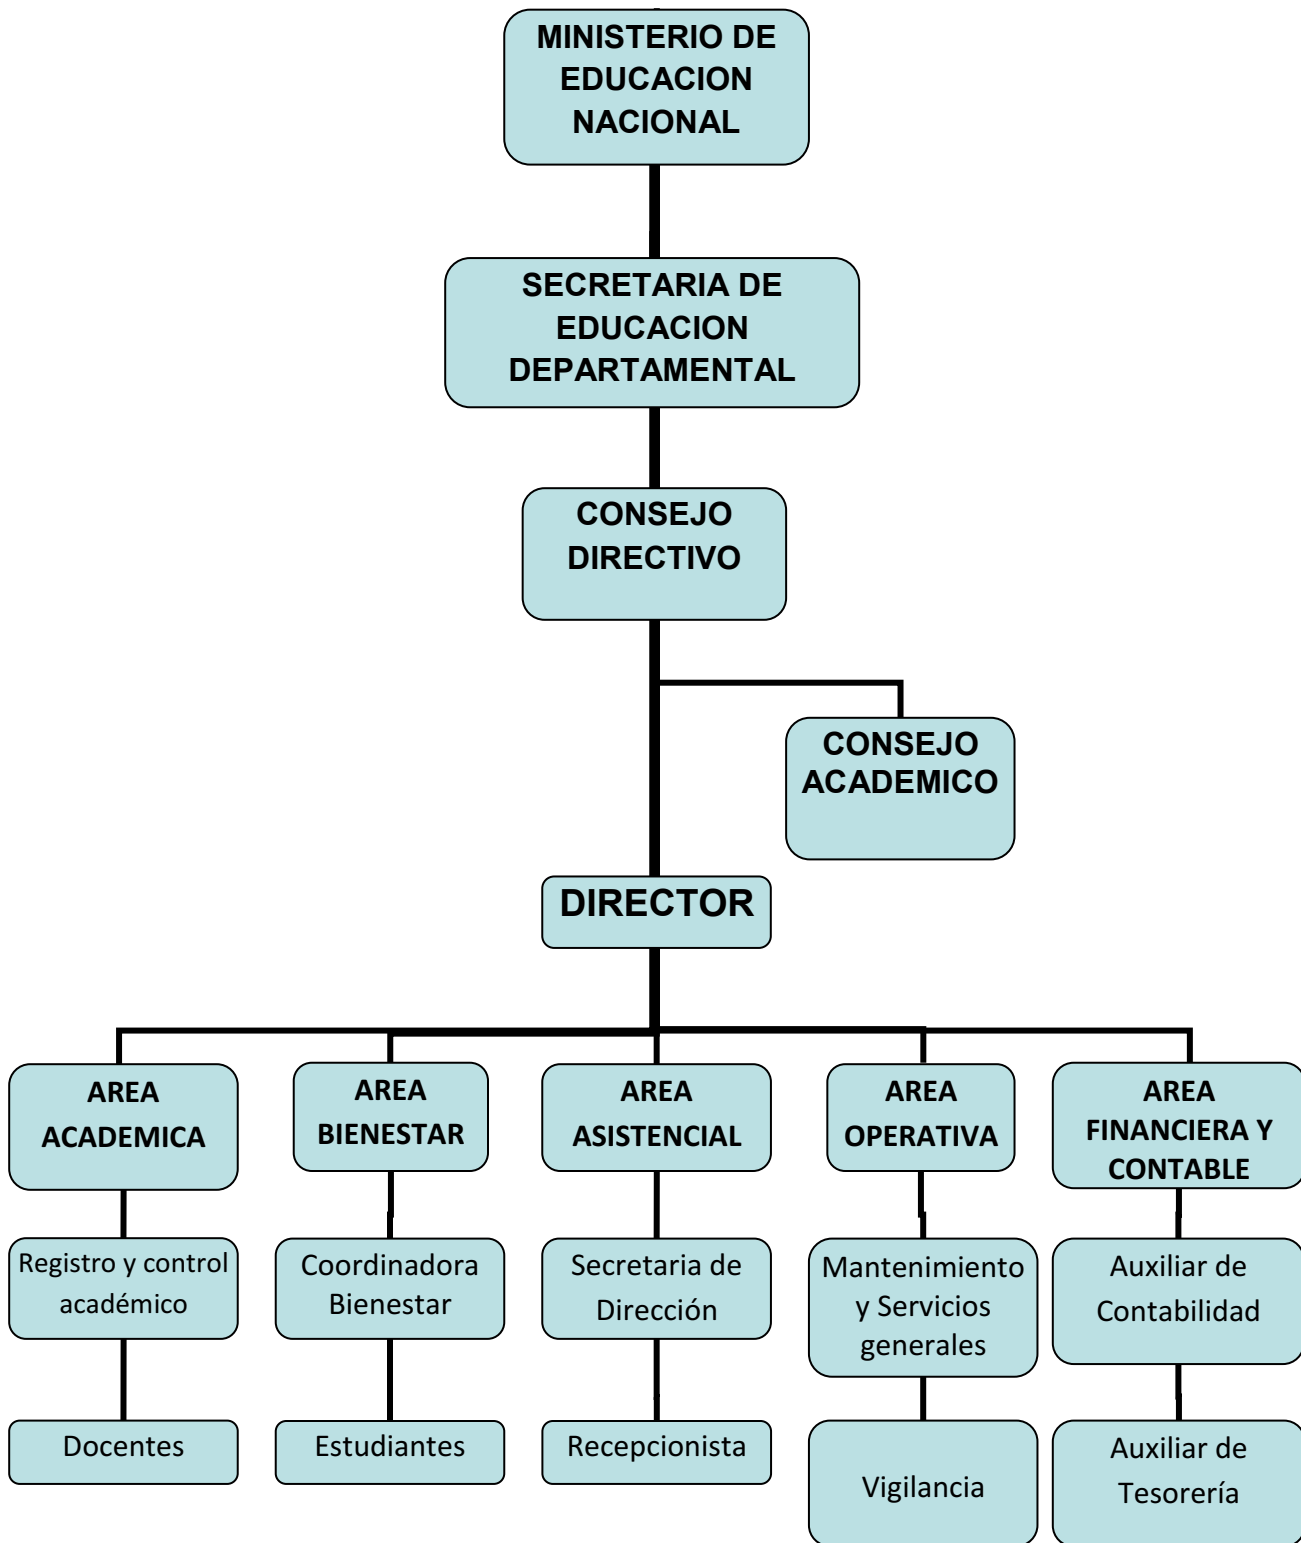 MINISTERIO DE
EDUCACION
NACIONAL
SECRETARIA DE
EDUCACION
DEPARTAMENTAL
CONSEJO
DIRECTIVO
CONSEJO
ACADEMICO
DIRECTOR
AREA
ACADEMICA
AREA
BIENESTAR
AREA
ASISTENCIAL
AREA
OPERATIVA
AREA
FINANCIERA Y
CONTABLE
Registro y control
académico
Coordinadora
Bienestar
Secretaria de
Dirección
Mantenimiento
y Servicios
generales
Auxiliar de
Contabilidad
Docentes
Estudiantes
Recepcionista
Vigilancia
Auxiliar de
Tesorería